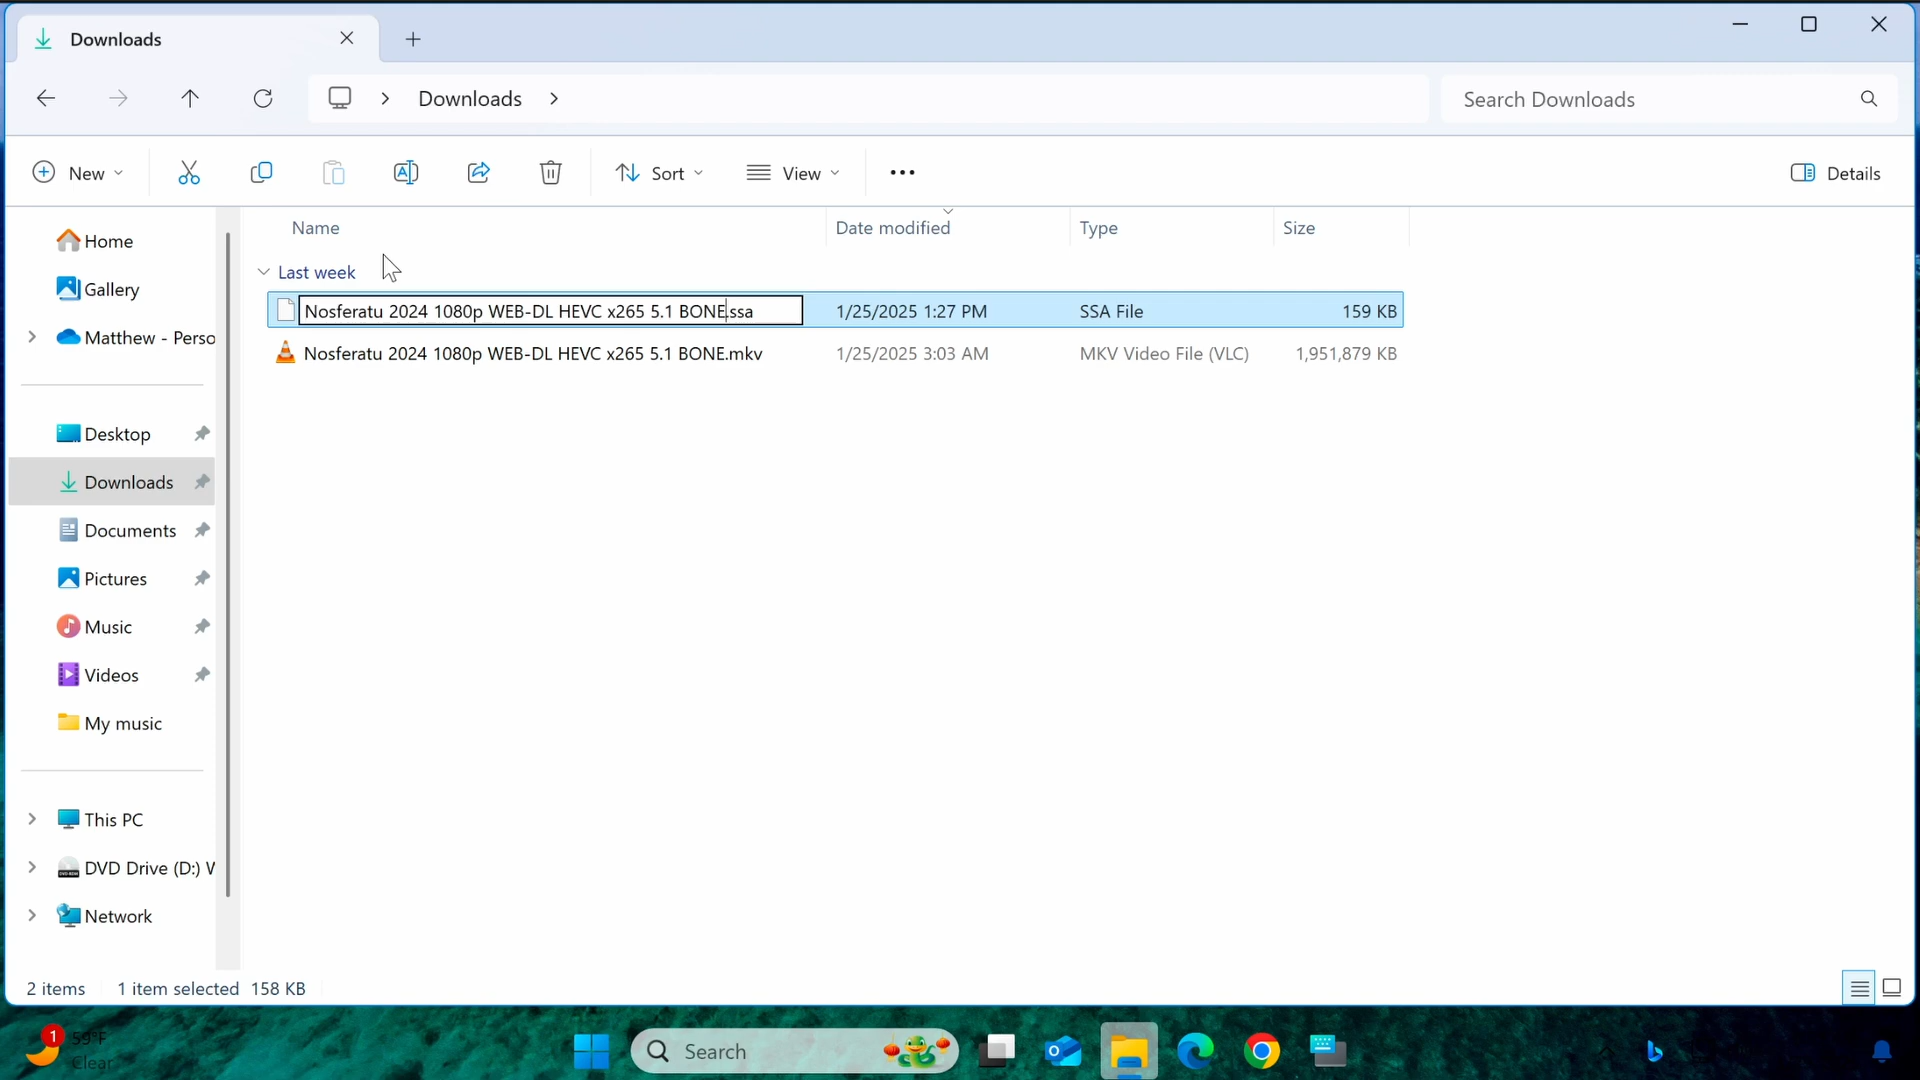 Downloads
Downloads
Search Downloads
New
Sort
View
Details
Name
Date modified
Type
Size
Last week
Nosferatu 2024 1080p WEB-DL HEVC x265 5.1 BONE.ssa
1/25/2025 1:27 PM
SSA File
159 KB
Nosferatu 2024 1080p WEB-DL HEVC x265 5.1 BONE.mkv
1/25/2025 3:03 AM
MKV Video File (VLC)
1,951,879 KB
Home
Gallery
Matthew - Perso
Desktop
Downloads
Documents
Pictures
Music
Videos
My music
This PC
DVD Drive (D:) W
Network
2 items
1 item selected 158 KB
1
59°F
Clear
Search